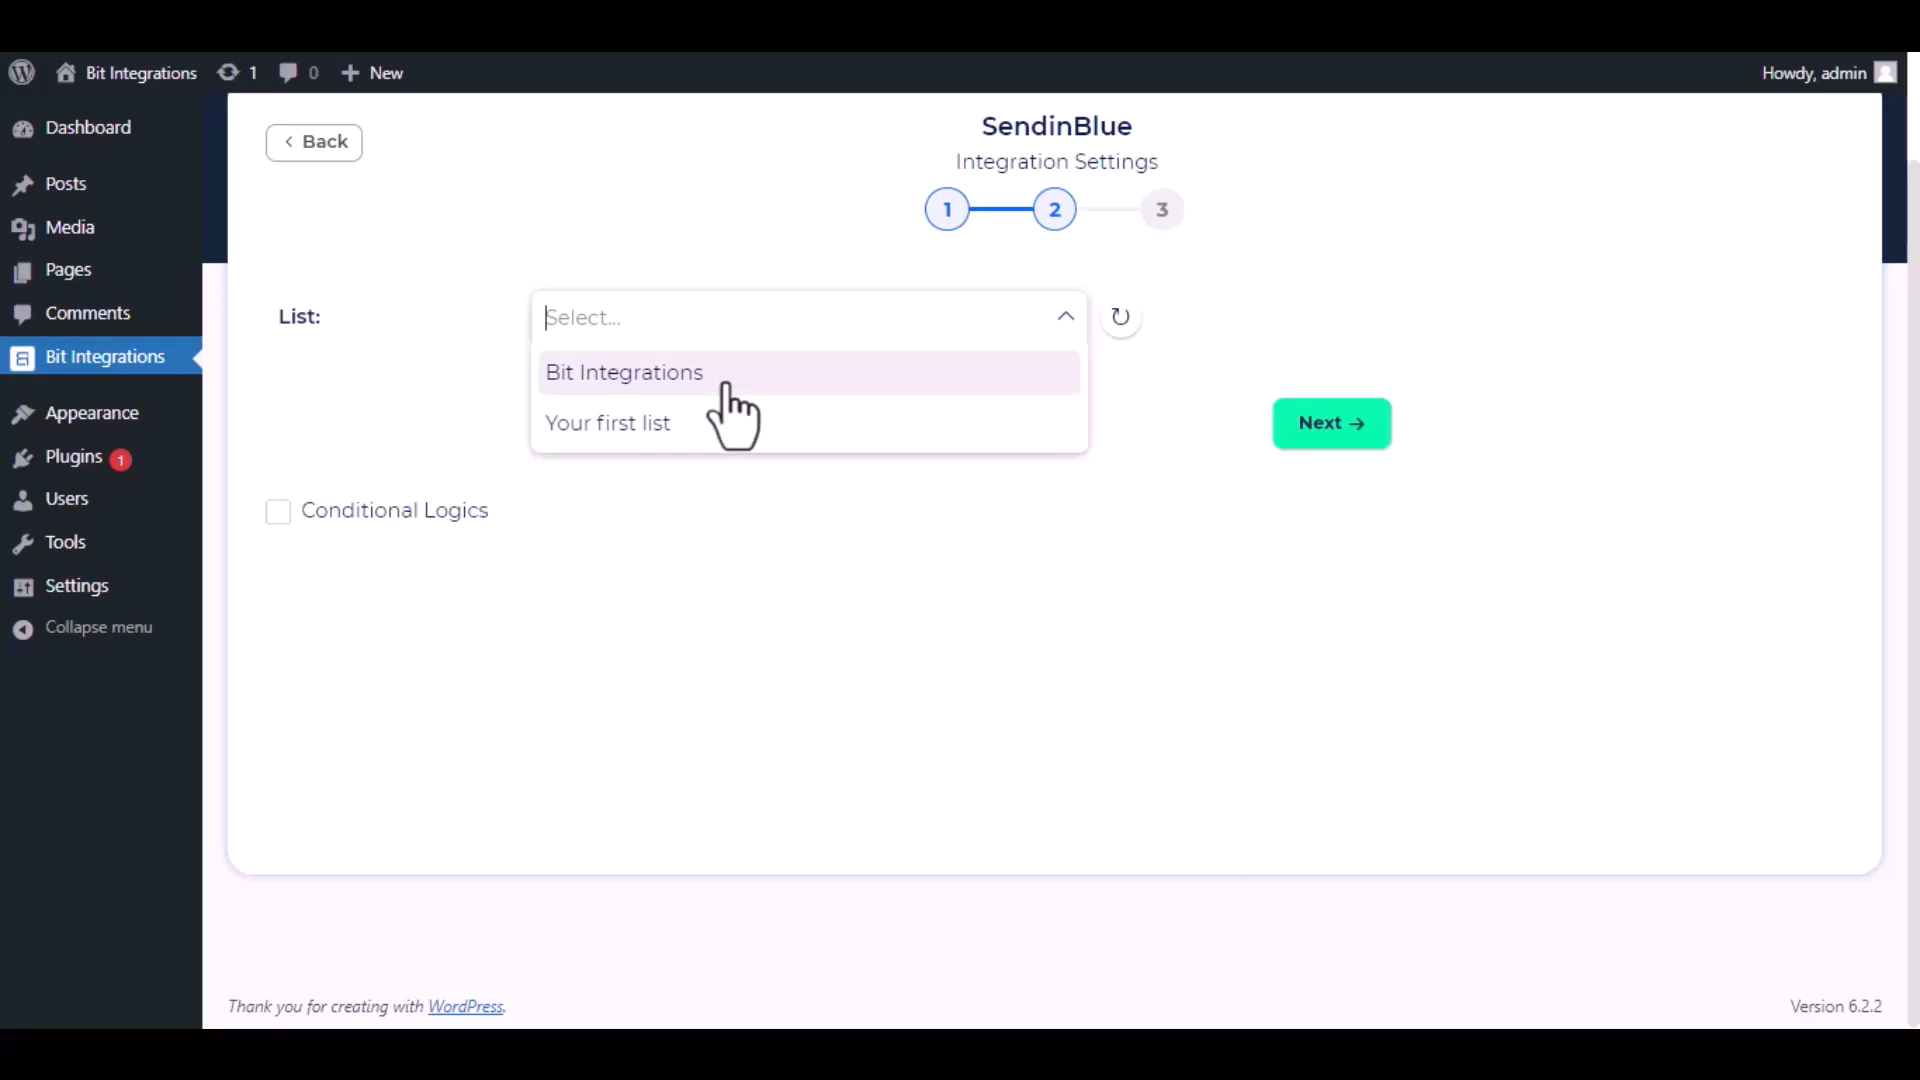 Bit Integrations 1 0 New Howdy, admin
Dashboard
Posts
Media
Pages
Comments
Bit Integrations
Appearance
Plugins 1
Users
Tools
Settings
Collapse menu
Back
SendinBlue
Integration Settings
1 2 3
List:
Select...
Bit Integrations
Your first list
Next →
Conditional Logics
Thank you for creating with WordPress.
Version 6.2.2